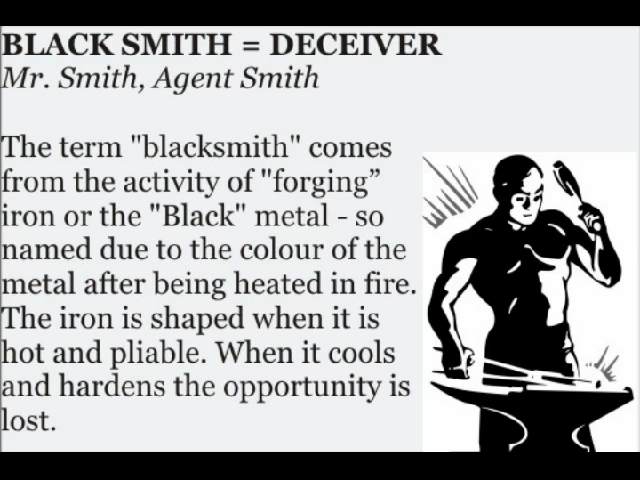 BLACK SMITH = DECEIVER
Mr. Smith, Agent Smith
The term "blacksmith" comes
from the activity of "forging”
iron or the "Black" metal - so
named due to the colour of the
metal after being heated in fire.
The iron is shaped when it is
hot and pliable. When it cools
and hardens the opportunity is
lost.